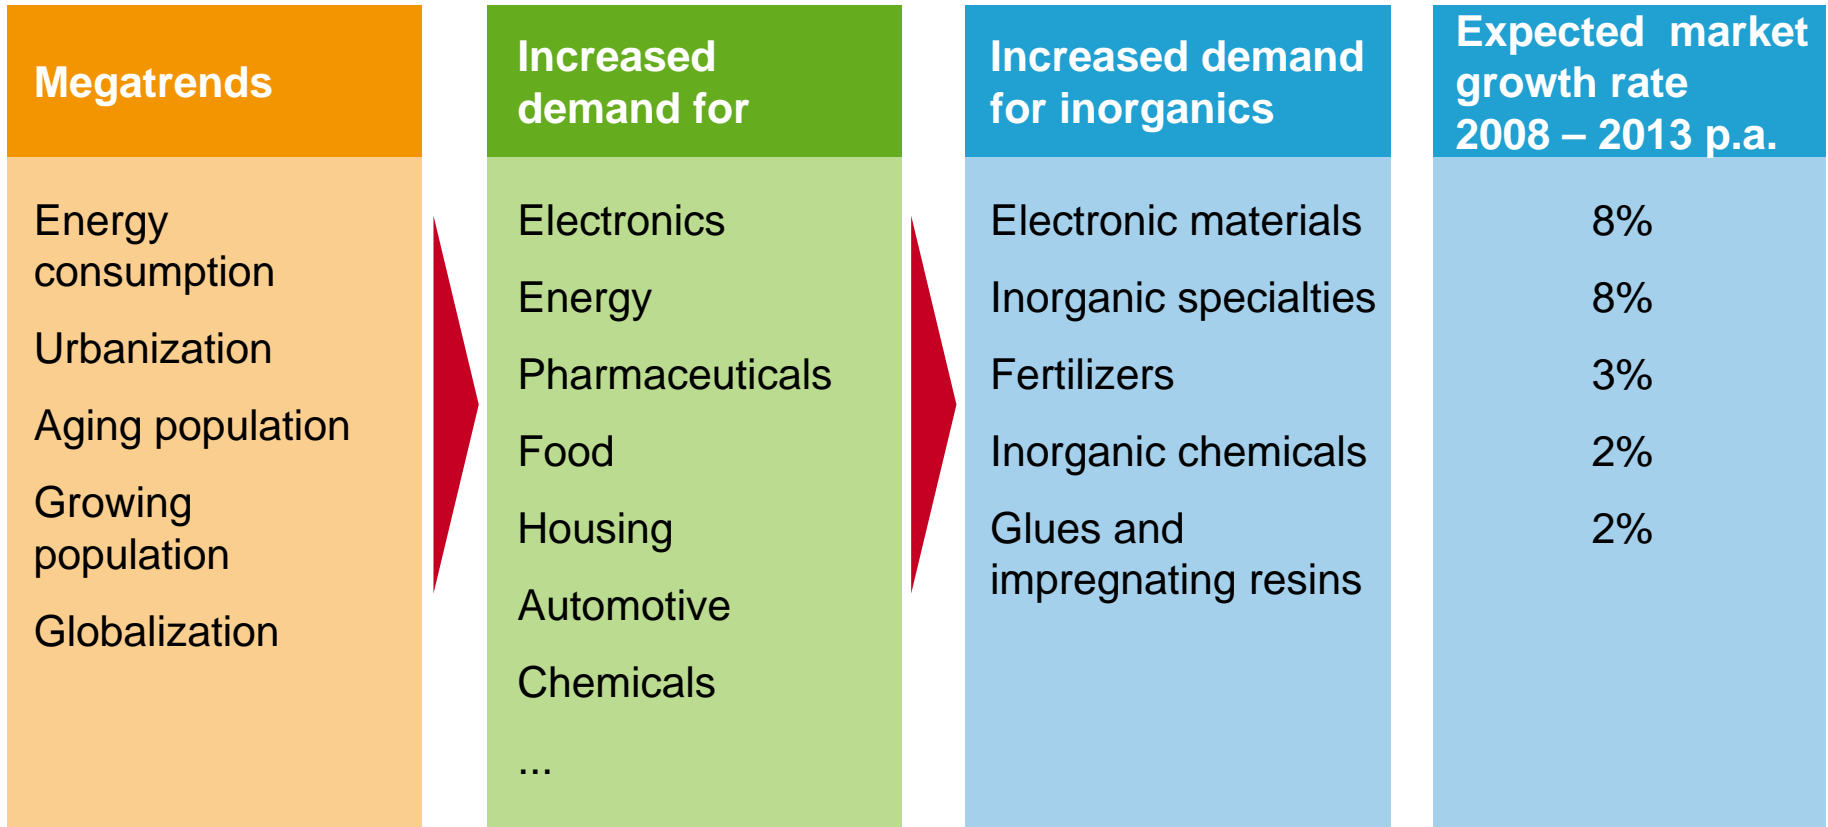 Megatrends
Energy
consumption
Urbanization
Aging population
Growing
population
Globalization
Increased
demand for
Electronics
Energy
Pharmaceuticals
Food
Housing
Automotive
Chemicals
...
Increased demand
for inorganics
Electronic materials
Inorganic specialties
Fertilizers
Inorganic chemicals
Glues and
impregnating resins
Expected market
growth rate
2008 – 2013 p.a.
8%
8%
3%
2%
2%